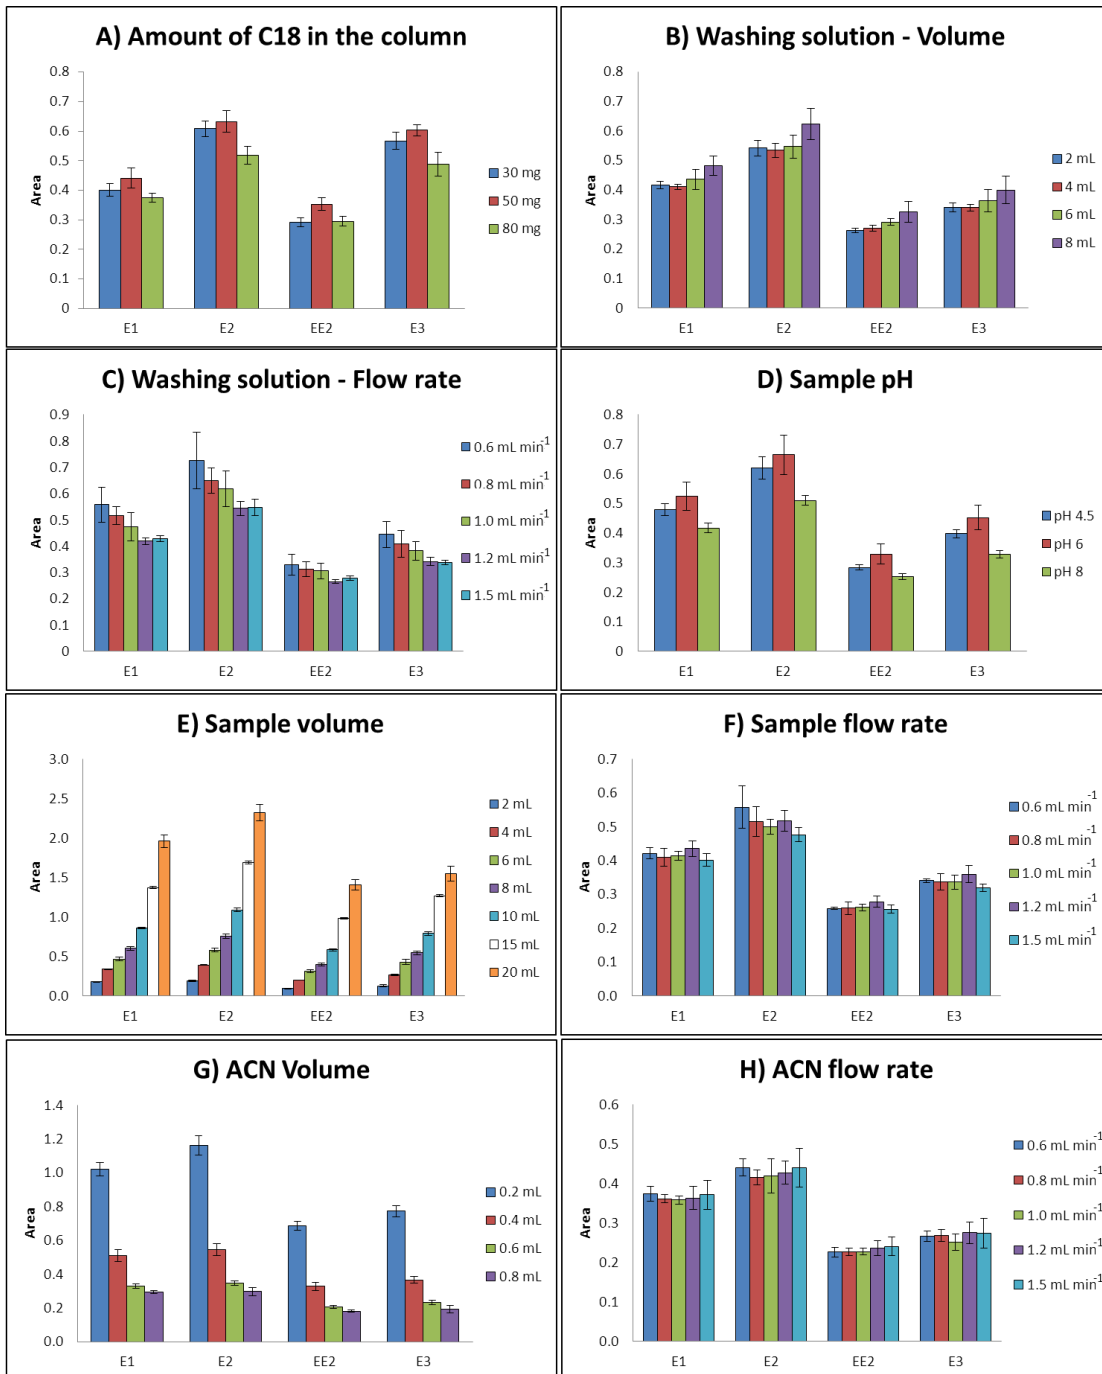 A) Amount of C18 in the column
0.8
0.7
0.6
0.5
0.4
0.3
0.2
0.1
0
Area
E1 E2 EE2 E3
30 mg
50 mg
80 mg
B) Washing solution - Volume
0.8
0.7
0.6
0.5
0.4
0.3
0.2
0.1
0
Area
E1 E2 EE2 E3
2 mL
4 mL
6 mL
8 mL
C) Washing solution - Flow rate
0.9
0.8
0.7
0.6
0.5
0.4
0.3
0.2
0.1
0
Area
E1 E2 EE2 E3
0.6 mL min⁻¹
0.8 mL min⁻¹
1.0 mL min⁻¹
1.2 mL min⁻¹
1.5 mL min⁻¹
D) Sample pH
0.8
0.7
0.6
0.5
0.4
0.3
0.2
0.1
0
Area
E1 E2 EE2 E3
pH 4.5
pH 6
pH 8
E) Sample volume
3.0
2.5
2.0
1.5
1.0
0.5
0.0
Area
E1 E2 EE2 E3
2 mL
4 mL
6 mL
8 mL
10 mL
15 mL
20 mL
F) Sample flow rate
0.7
0.6
0.5
0.4
0.3
0.2
0.1
0.0
Area
E1 E2 EE2 E3
0.6 mL min⁻¹
0.8 mL min⁻¹
1.0 mL min⁻¹
1.2 mL min⁻¹
1.5 mL min⁻¹
G) ACN Volume
1.4
1.2
1.0
0.8
0.6
0.4
0.2
0.0
Area
E1 E2 EE2 E3
0.2 mL
0.4 mL
0.6 mL
0.8 mL
H) ACN flow rate
0.6
0.5
0.4
0.3
0.2
0.1
0.0
Area
E1 E2 EE2 E3
0.6 mL min⁻¹
0.8 mL min⁻¹
1.0 mL min⁻¹
1.2 mL min⁻¹
1.5 mL min⁻¹